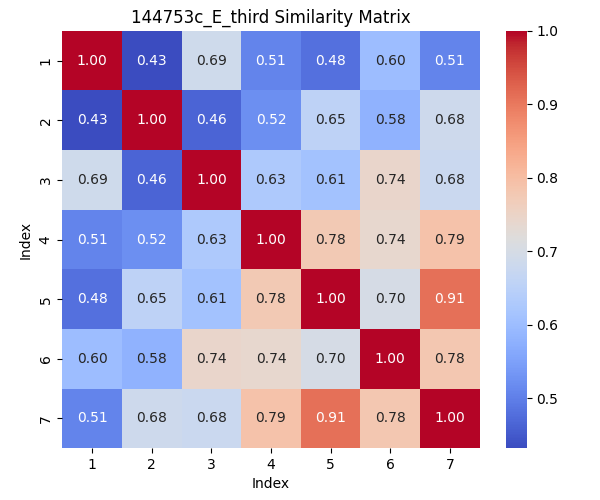 144753c_E_third Similarity Matrix
1 1.00 0.43 0.69 0.51 0.48 0.60 0.51
2 0.43 1.00 0.46 0.52 0.65 0.58 0.68
3 0.69 0.46 1.00 0.63 0.61 0.74 0.68
4 0.51 0.52 0.63 1.00 0.78 0.74 0.79
5 0.48 0.65 0.61 0.78 1.00 0.70 0.91
6 0.60 0.58 0.74 0.74 0.70 1.00 0.78
7 0.51 0.68 0.68 0.79 0.91 0.78 1.00
1 2 3 4 5 6 7
Index
Index
1.0
0.9
0.8
0.7
0.6
0.5